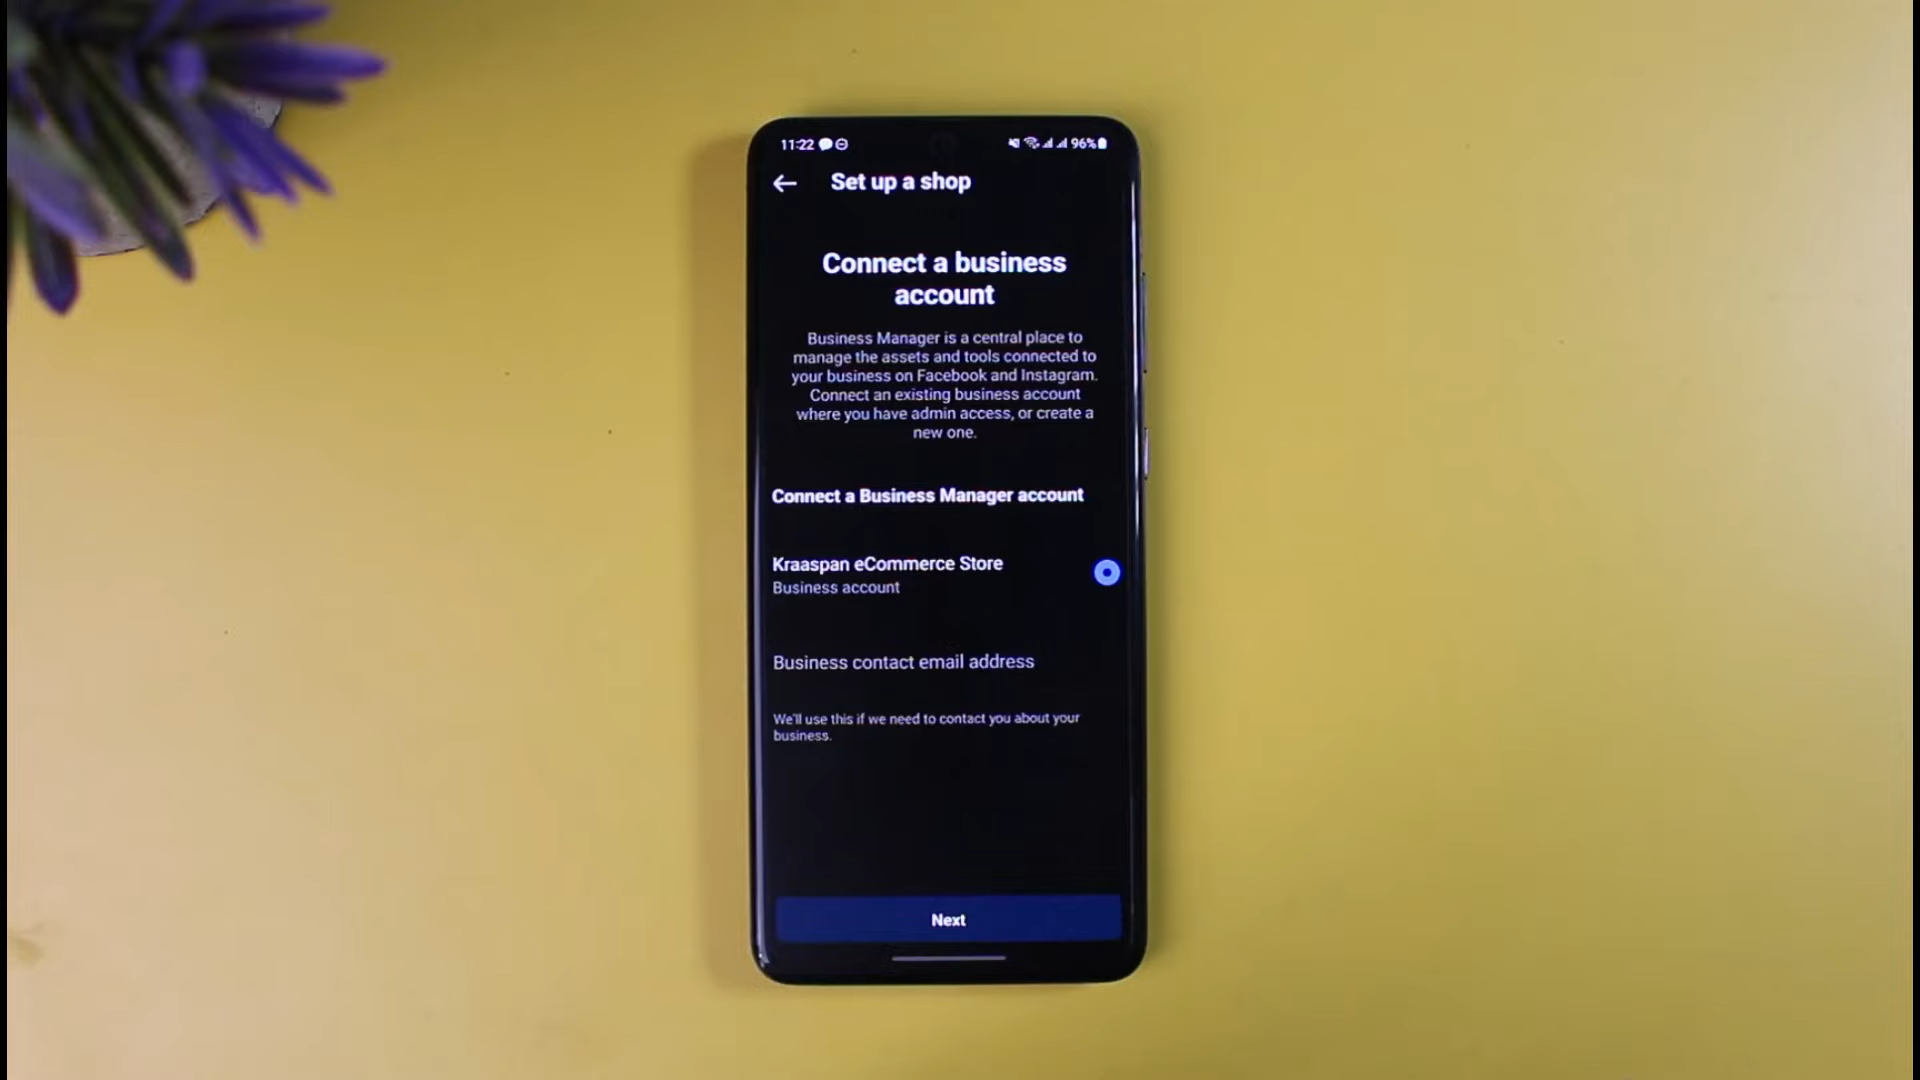 11:22 96%
Set up a shop
Connect a business
account
Business Manager is a central place to
manage the assets and tools connected to
your business on Facebook and Instagram.
Connect an existing business account
where you have admin access, or create a
new one.
Connect a Business Manager account
Kraaspan eCommerce Store
Business account
Business contact email address
We'll use this if we need to contact you about your
business.
Next